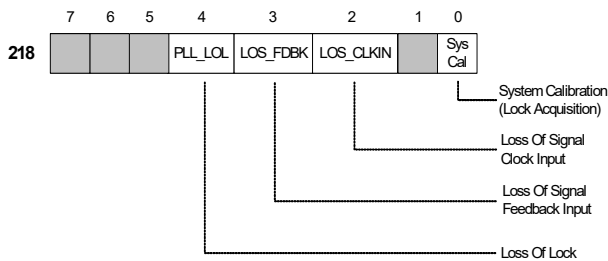 7 6 5 4 3 2 1 0
218 PLL_LOL LOS_FDBK LOS_CLKIN Sys
Cal
System Calibration
(Lock Acquisition)
Loss Of Signal
Clock Input
Loss Of Signal
Feedback Input
Loss Of Lock